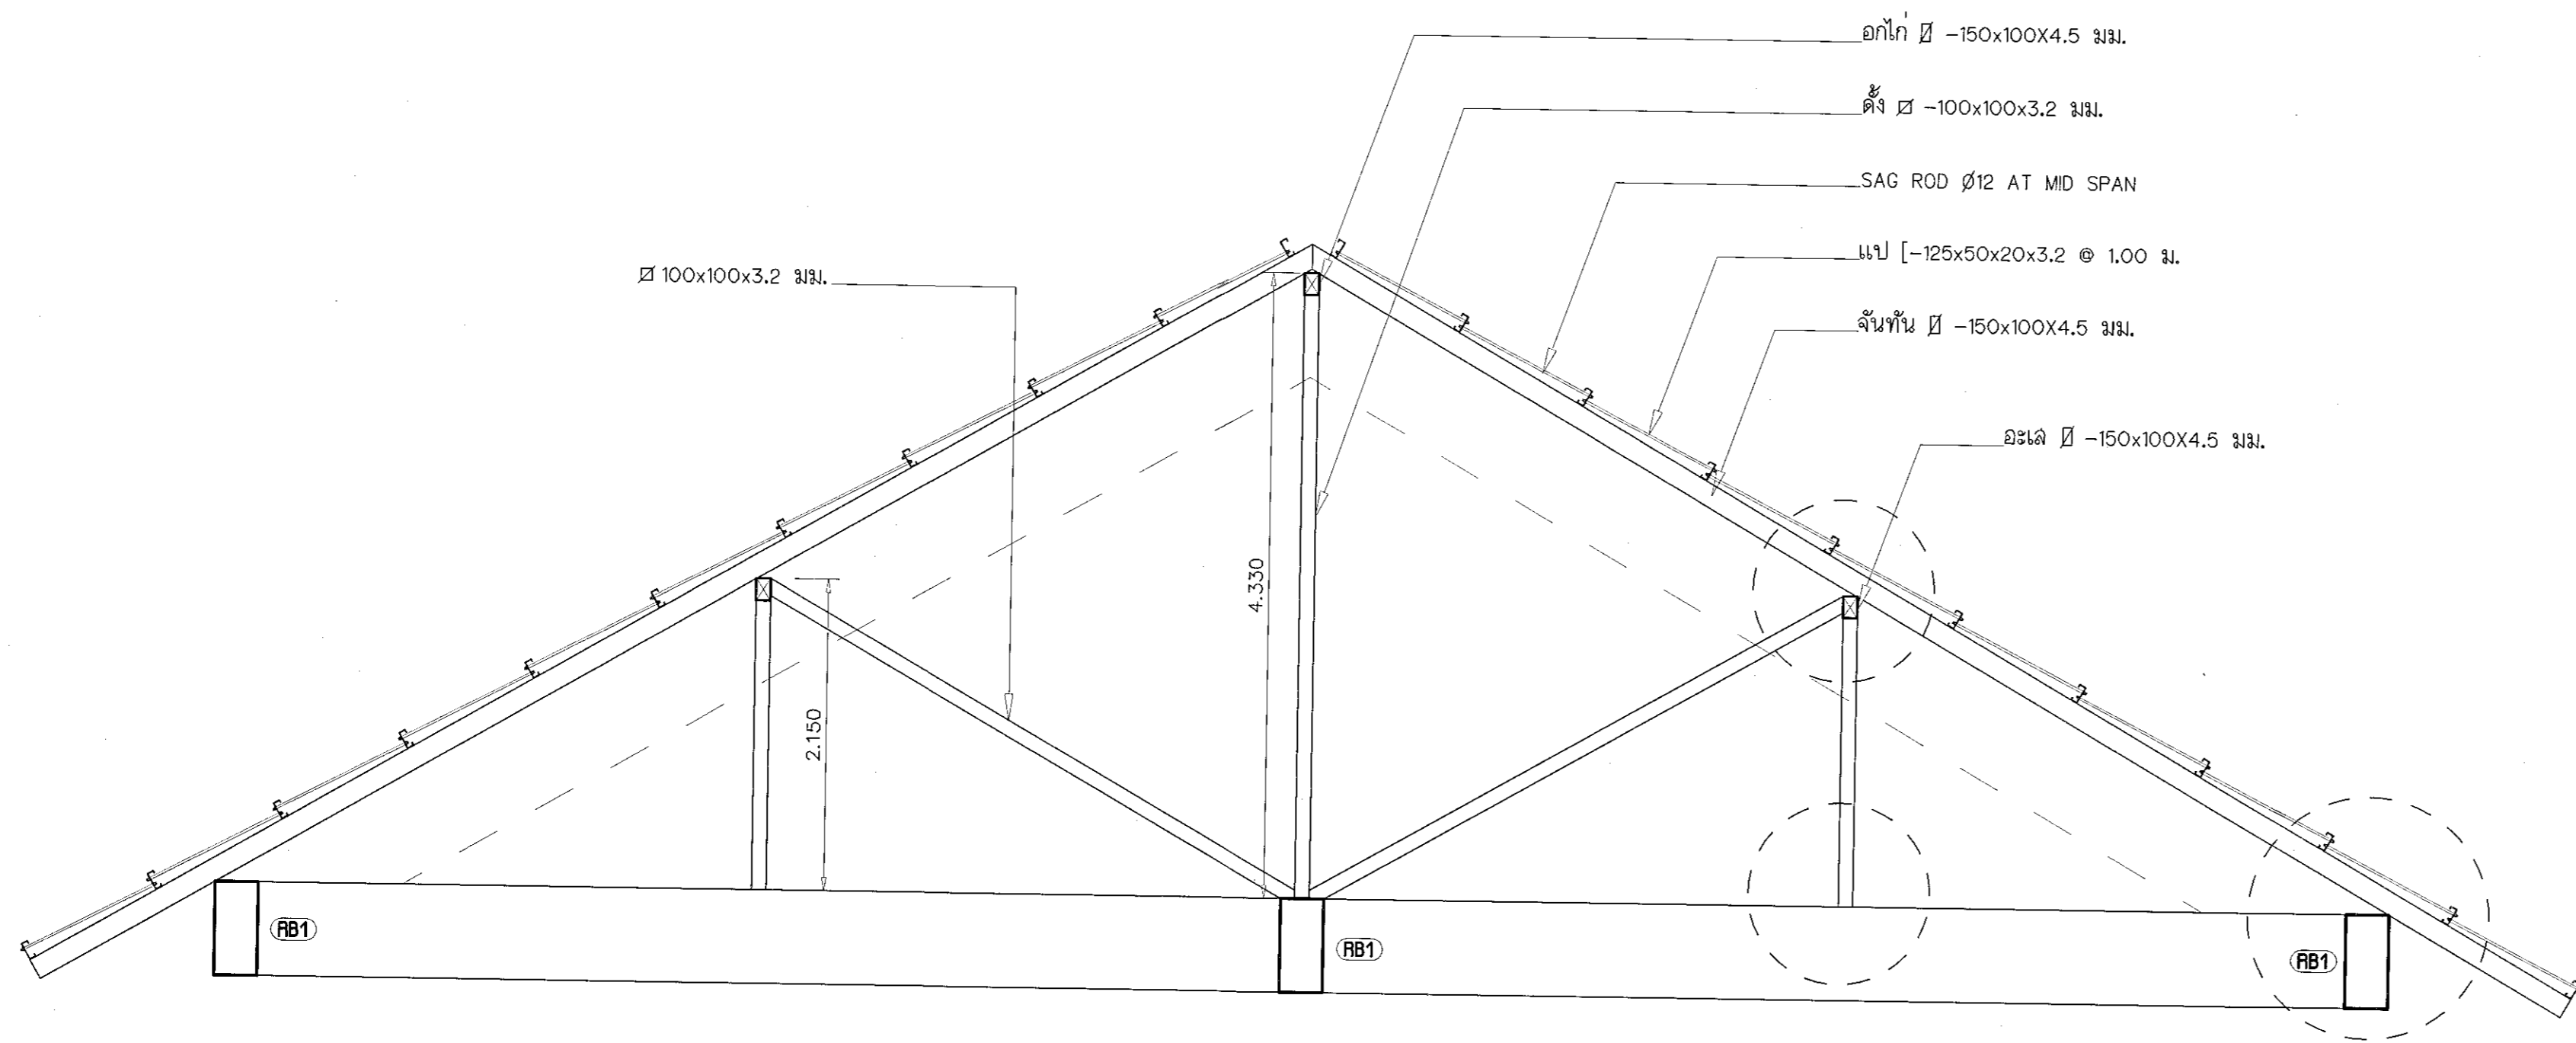 อกไก่ ⍁ -150x100X4.5 มม.
ดั้ง ⍁ -100x100x3.2 มม.
SAG ROD Ø12 AT MID SPAN
แป [-125x50x20x3.2 @ 1.00 ม.
⍁ 100x100x3.2 มม.
จันทัน ⍁ -150x100X4.5 มม.
อะเส ⍁ -150x100X4.5 มม.
4.330
2.150
RB1
RB1
RB1